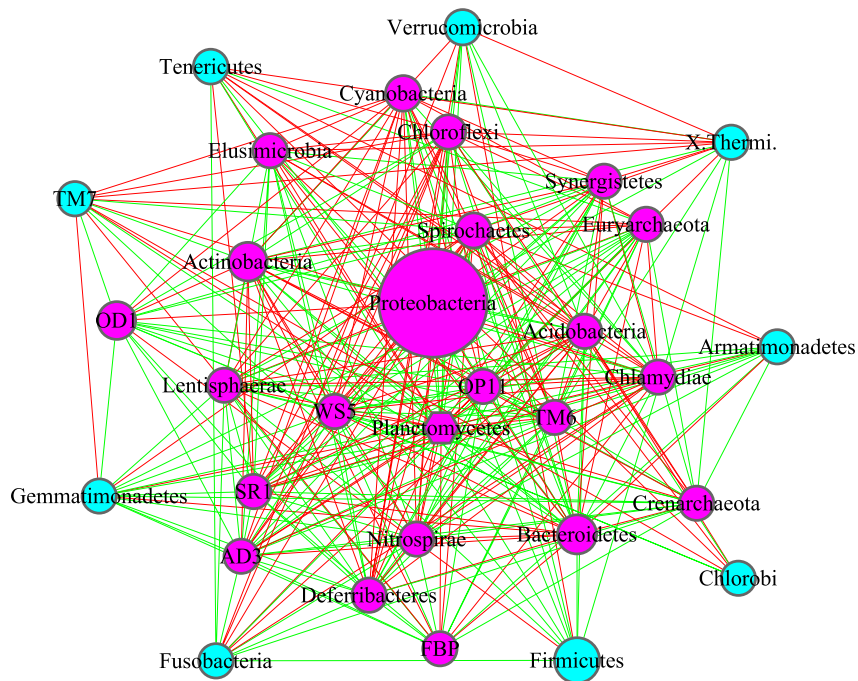 Verrucomicrobia
Tenericutes
Cyanobacteria
Chloroflexi
X.Thermi.
Elusimicrobia
Synergistetes
TM7
Euryarchaeota
Spirochaetes
Actinobacteria
Proteobacteria
OD1
Acidobacteria
Armatimonadetes
Chlamydiae
Lentisphaerae
OP11
WS5
TM6
Planctomycetes
Gemmatimonadetes
SR1
Crenarchaeota
Bacteroidetes
Nitrospirae
AD3
Chlorobi
Deferribacteres
FBP
Fusobacteria
Firmicutes